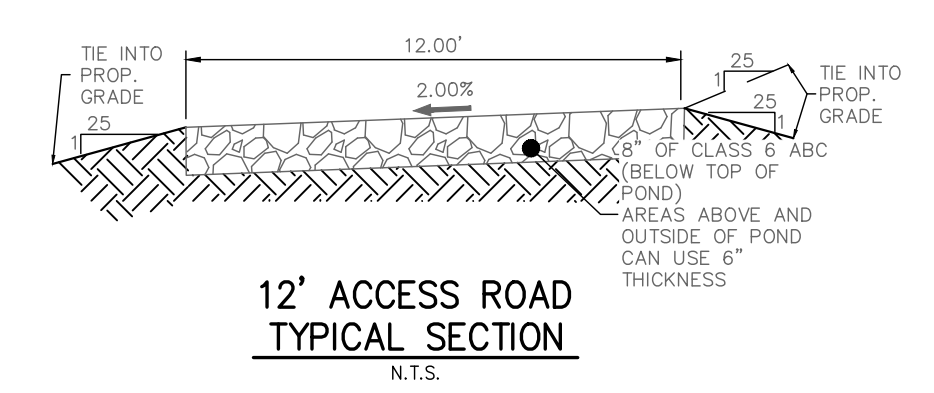 TIE INTO
PROP.
GRADE
1
25
12.00'
2.00%
25
1
25
1
TIE INTO
PROP.
GRADE
8" OF CLASS 6 ABC
(BELOW TOP OF
POND)
AREAS ABOVE AND
OUTSIDE OF POND
CAN USE 6"
THICKNESS
12' ACCESS ROAD
TYPICAL SECTION
N.T.S.